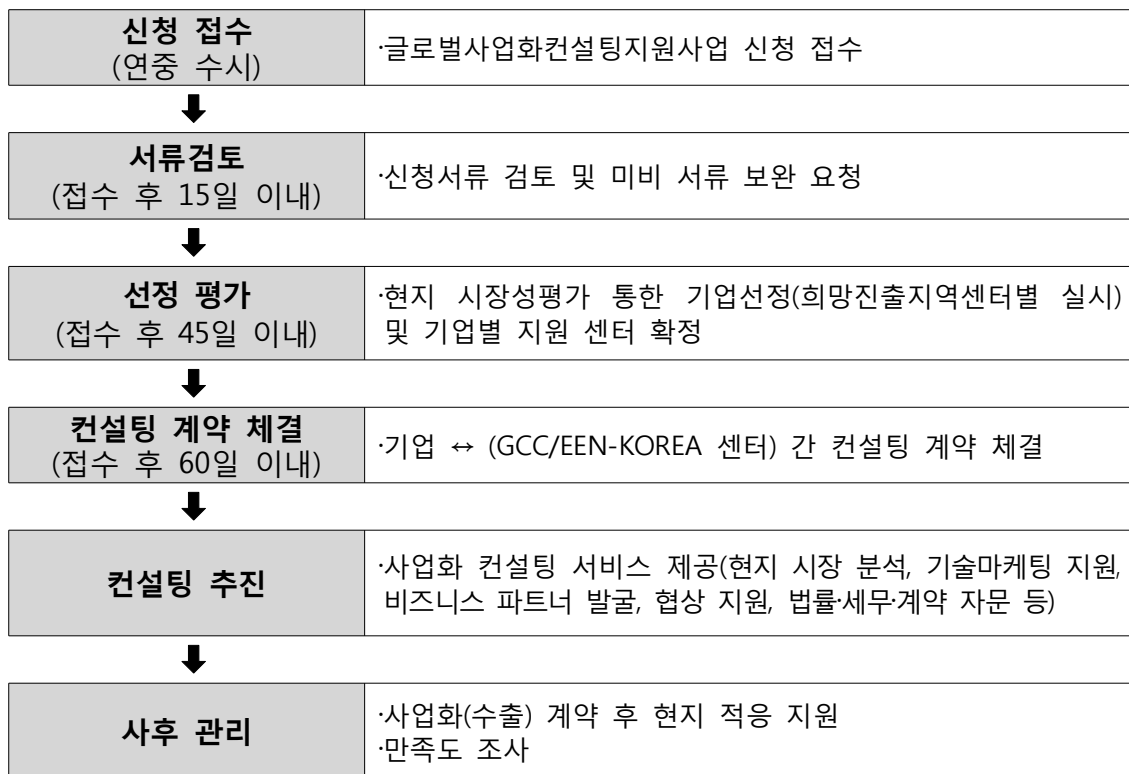 신청 접수
(연중 수시)
·글로벌사업화컨설팅지원사업 신청 접수
서류검토
(접수 후 15일 이내)
·신청서류 검토 및 미비 서류 보완 요청
선정 평가
(접수 후 45일 이내)
·현지 시장성평가 통한 기업선정(희망진출지역센터별 실시)
및 기업별 지원 센터 확정
컨설팅 계약 체결
(접수 후 60일 이내)
·기업 ↔ (GCC/EEN-KOREA 센터) 간 컨설팅 계약 체결
컨설팅 추진
·사업화 컨설팅 서비스 제공(현지 시장 분석, 기술마케팅 지원,
비즈니스 파트너 발굴, 협상 지원, 법률·세무·계약 자문 등)
사후 관리
·사업화(수출) 계약 후 현지 적응 지원
·만족도 조사